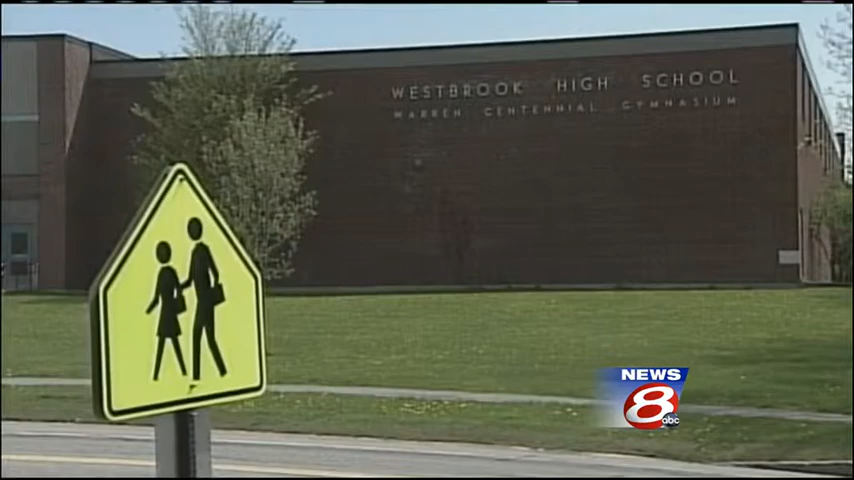 WESTBROOK HIGH SCHOOL
WARREN CENTENNIAL GYMNASIUM
NEWS
8
abc